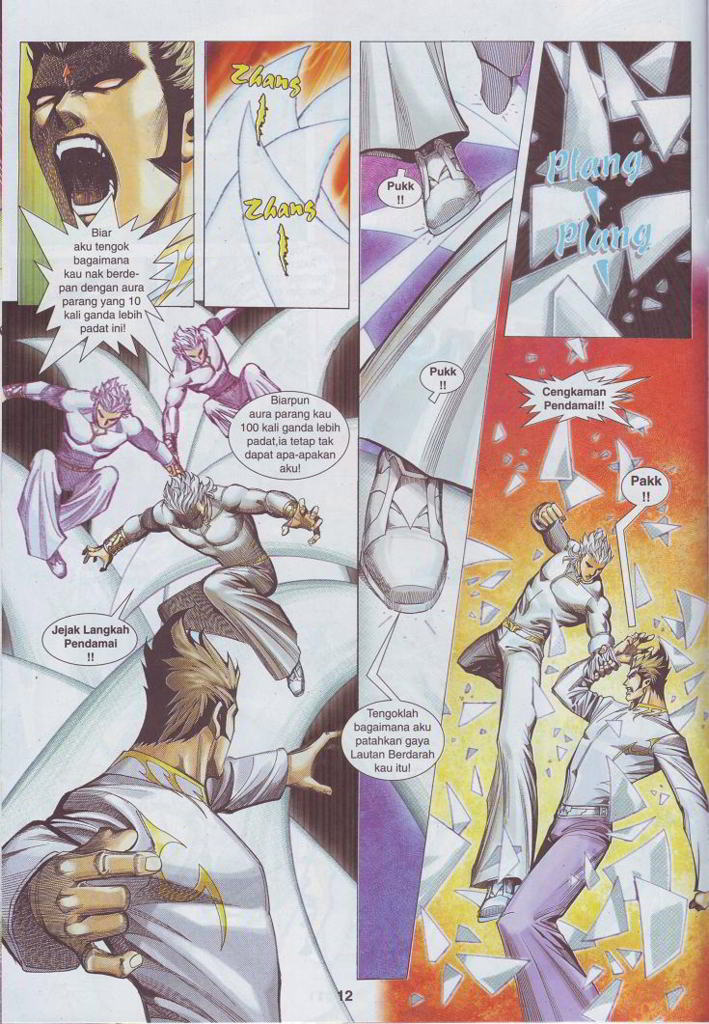 Biar
aku tengok
bagaimana
kau nak berde-
pan dengan aura
parang yang 10
kali ganda lebih
padat ini!
Zhang
Zhang
Pukk
!!
Plang
Plang
Biarpun
aura parang kau
100 kali ganda lebih
padat,ia tetap tak
dapat apa-apakan
aku!
Jejak Langkah
Pendamai
!!
Pukk
!!
Tengoklah
bagaimana aku
patahkan gaya
Lautan Berdarah
kau itu!
Cengkaman
Pendamai!!
Pakk
!!
12